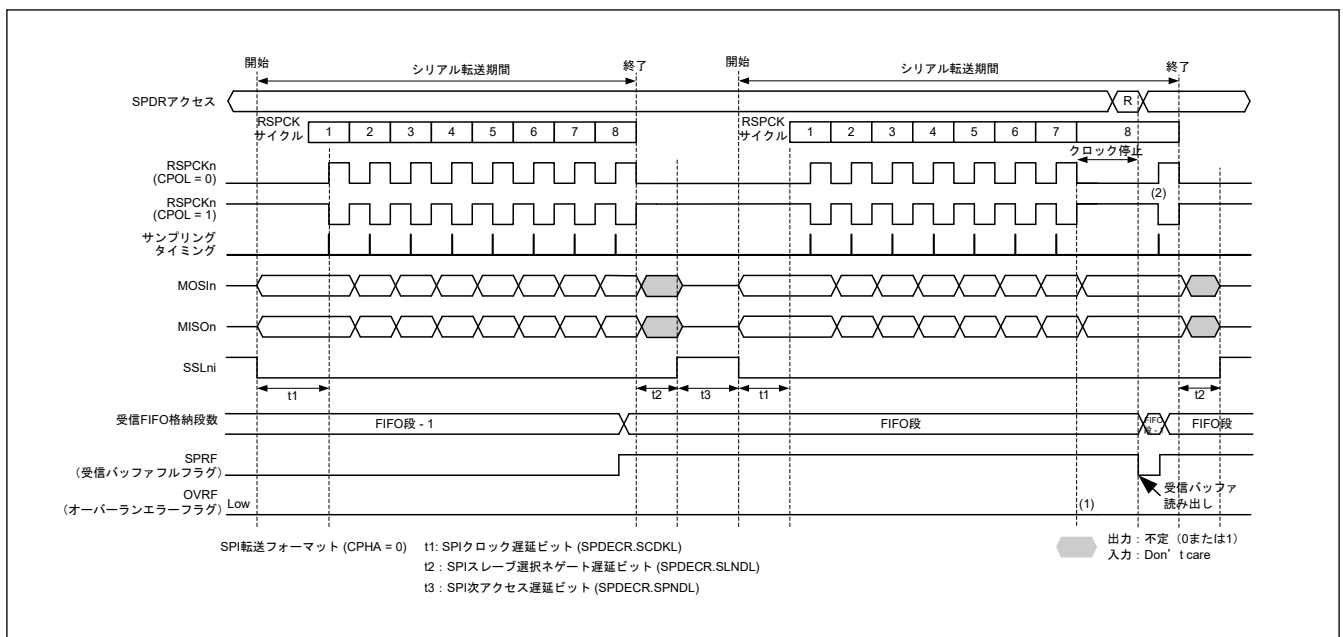 開始 シリアル転送期間 終了 開始 シリアル転送期間 終了
SPDRアクセス R
RSPCK
サイクル 1 2 3 4 5 6 7 8 RSPCK
サイクル 1 2 3 4 5 6 7 8
クロック停止
RSPCKn
(CPOL = 0)
(2)
RSPCKn
(CPOL = 1)
サンプリング
タイミング
MOSIn
MISOn
SSLni
t1 t2 t3 t1 t2
受信FIFO格納段数 FIFO段 - 1 FIFO段 FIFO段
SPRF
(受信バッファフルフラグ)
受信バッファ
読み出し
OVRF
(オーバーランエラーフラグ) Low (1)
SPI転送フォーマット (CPHA = 0) t1: SPIクロック遅延ビット (SPDECR.SCDKL)
t2 : SPIスレーブ選択ネゲート遅延ビット (SPDECR.SLNDL)
t3 : SPI次アクセス遅延ビット (SPDECR.SPNDL)
出力 : 不定（0または1）
入力 : Don't care